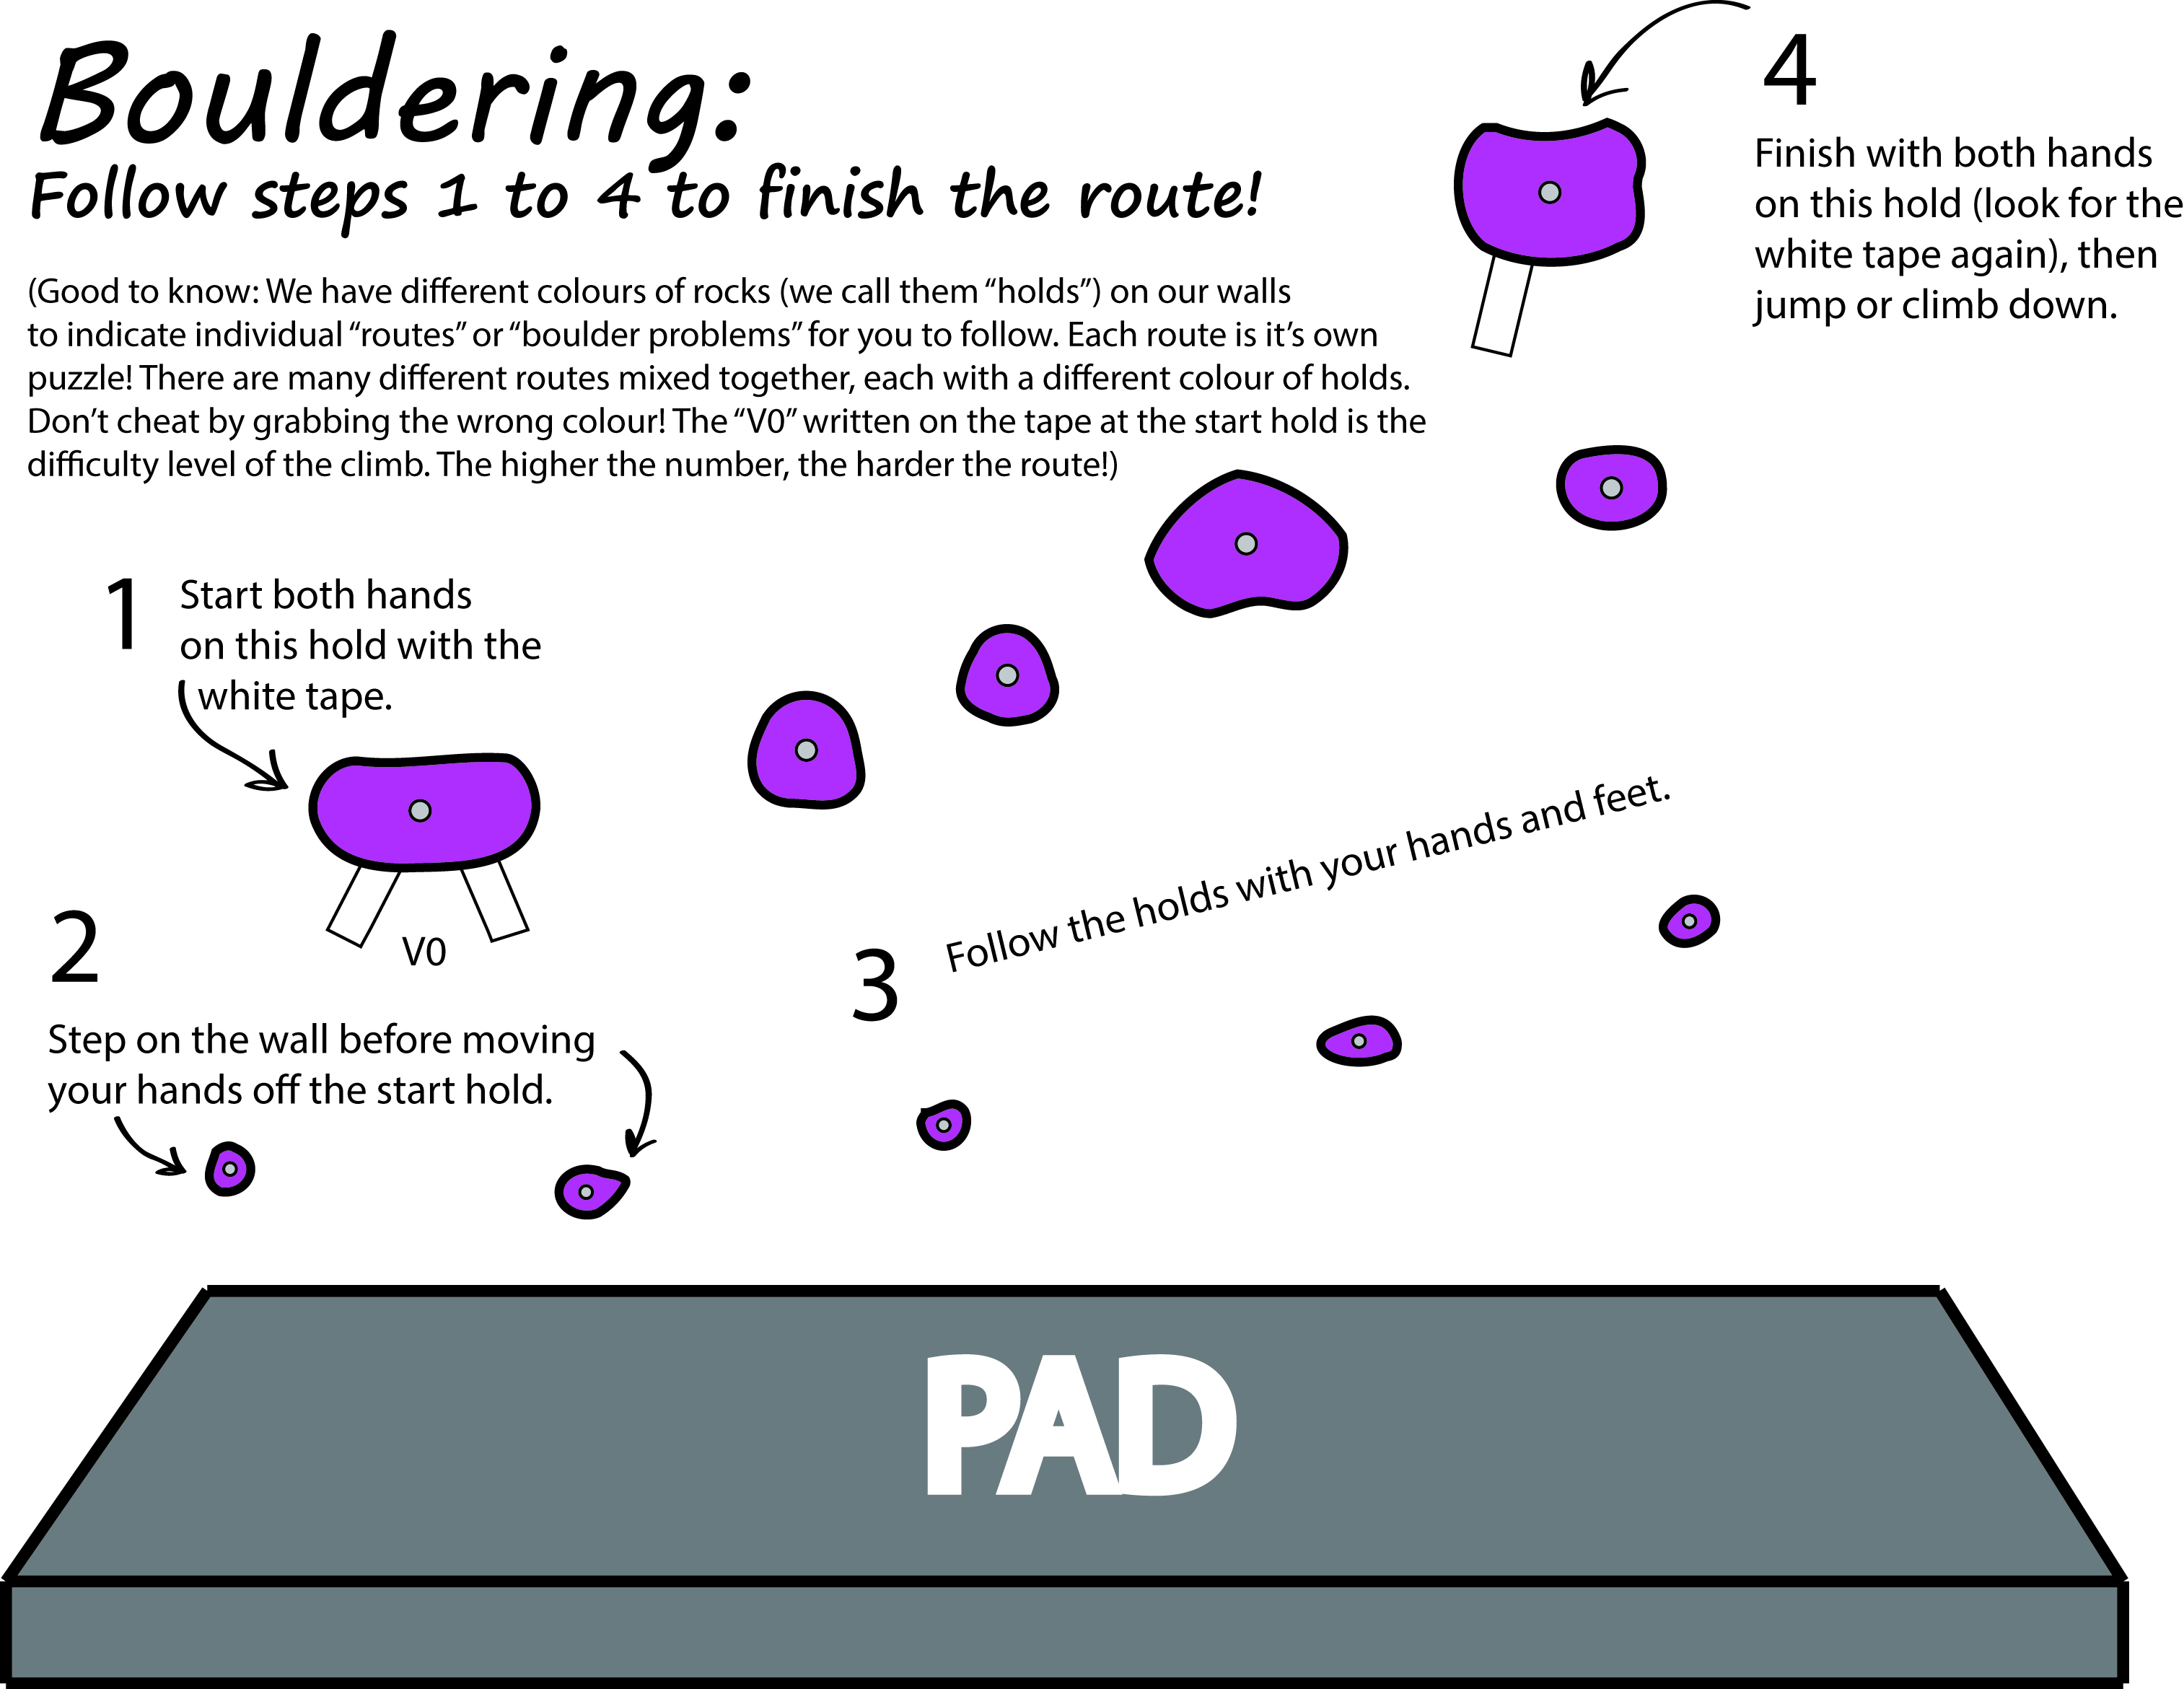 Bouldering:
Follow steps 1 to 4 to finish the route!
(Good to know: We have different colours of rocks (we call them “holds”) on our walls
to indicate individual “routes” or “boulder problems” for you to follow. Each route is it’s own
puzzle! There are many different routes mixed together, each with a different colour of holds.
Don’t cheat by grabbing the wrong colour! The “V0” written on the tape at the start hold is the
difficulty level of the climb. The higher the number, the harder the route!)
1
Start both hands
on this hold with the
white tape.
V0
2
Step on the wall before moving
your hands off the start hold.
3
Follow the holds with your hands and feet.
4
Finish with both hands
on this hold (look for the
white tape again), then
jump or climb down.
PAD